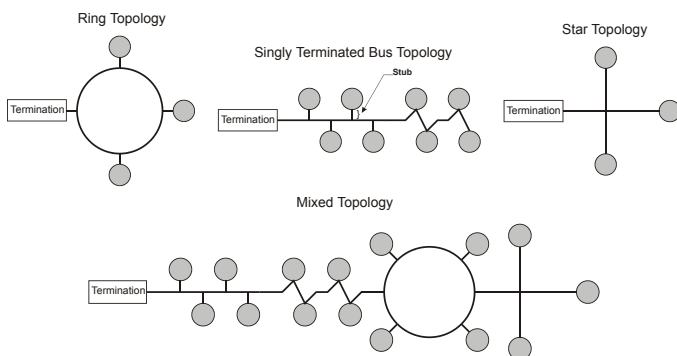 Ring Topology
Termination
Singly Terminated Bus Topology
Stub
Termination
Star Topology
Termination
Mixed Topology
Termination